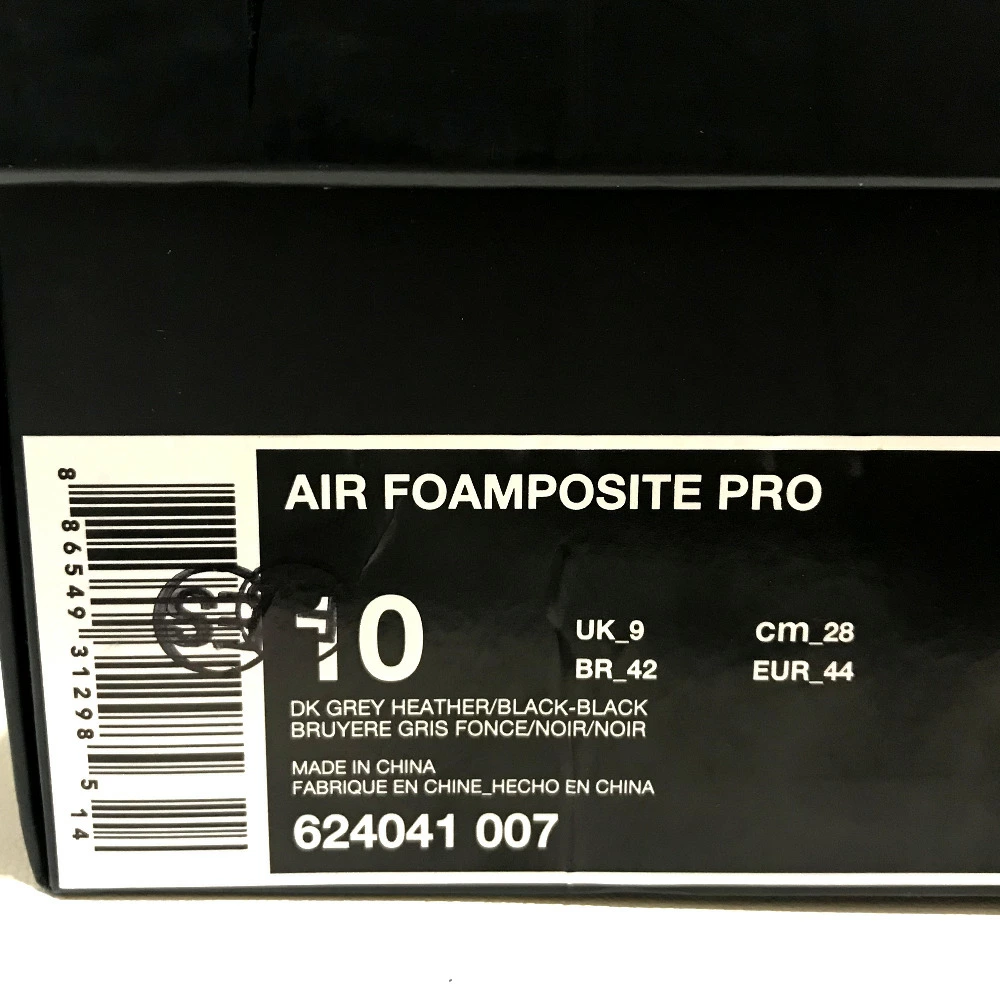 AIR FOAMPOSITE PRO
10
UK_9
cm_28
BR_42
EUR_44
DK GREY HEATHER/BLACK-BLACK
BRUYERE GRIS FONCE/NOIR/NOIR
MADE IN CHINA
FABRIQUE EN CHINE_HECHO EN CHINA
624041 007
8 86549 31298 5 14